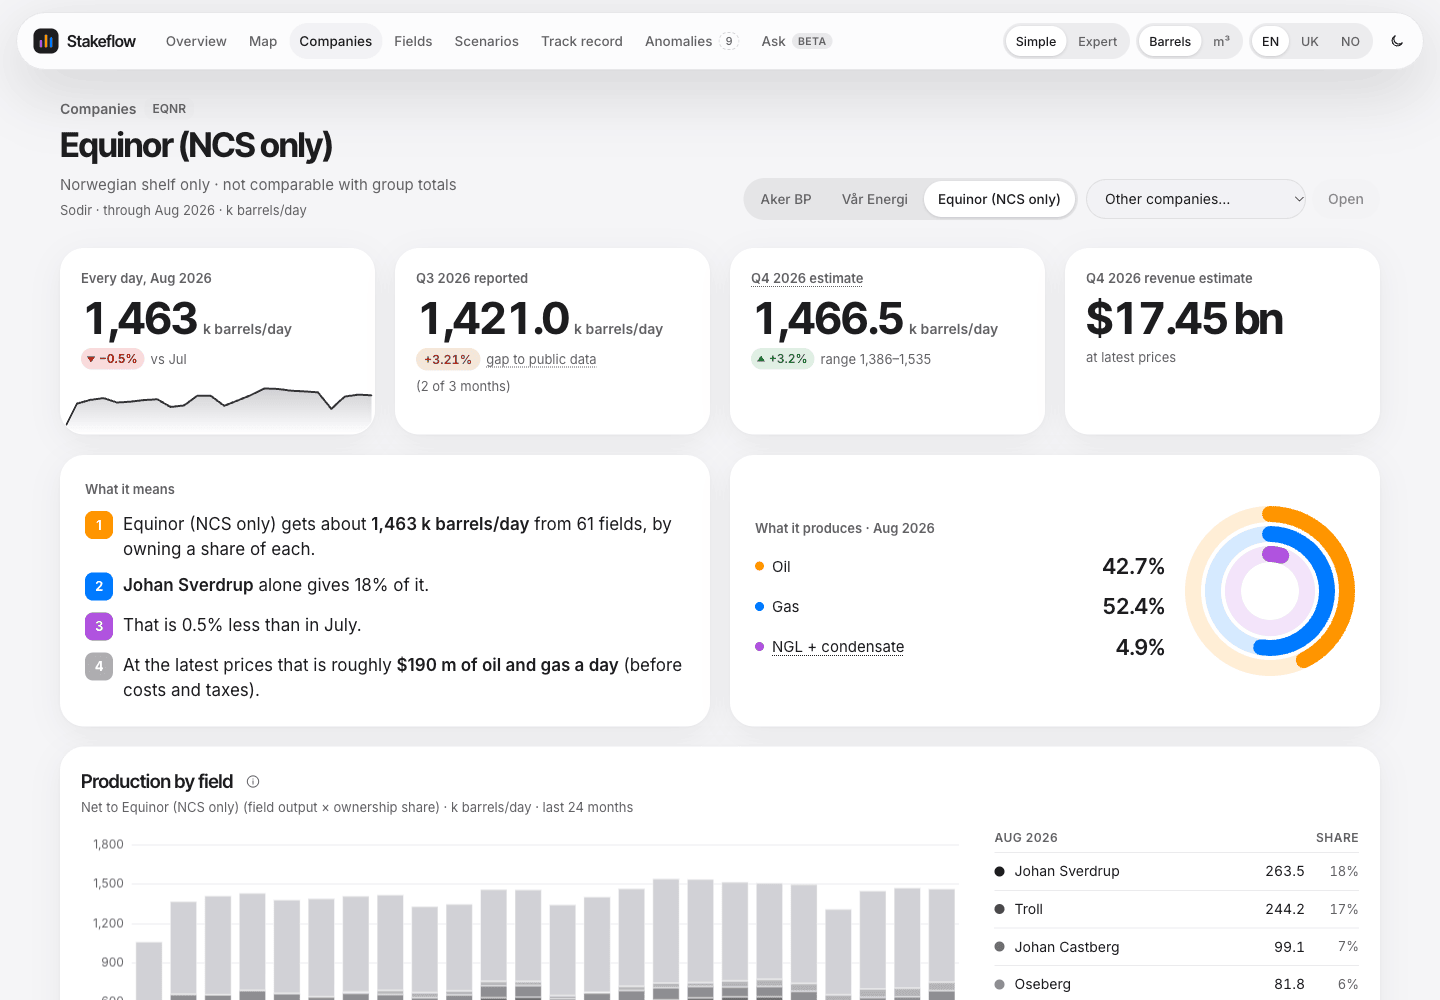 Stakeflow
Overview
Map
Companies
Fields
Scenarios
Track record
Anomalies 9
Ask BETA
Simple Expert
Barrels m³
EN UK NO
Companies EQNR
Equinor (NCS only)
Norwegian shelf only · not comparable with group totals
Sodir · through Aug 2026 · k barrels/day
Aker BP
Vår Energi
Equinor (NCS only)
Other companies...
Open
Every day, Aug 2026
1,463 k barrels/day
−0.5% vs Jul
Q3 2026 reported
1,421.0 k barrels/day
+3.21% gap to public data
(2 of 3 months)
Q4 2026 estimate
1,466.5 k barrels/day
+3.2% range 1,386–1,535
Q4 2026 revenue estimate
$17.45 bn
at latest prices
What it means
1 Equinor (NCS only) gets about 1,463 k barrels/day from 61 fields, by
owning a share of each.
2 Johan Sverdrup alone gives 18% of it.
3 That is 0.5% less than in July.
4 At the latest prices that is roughly $190 m of oil and gas a day (before
costs and taxes).
What it produces · Aug 2026
Oil 42.7%
Gas 52.4%
NGL + condensate 4.9%
Production by field
Net to Equinor (NCS only) (field output × ownership share) · k barrels/day · last 24 months
1,800
1,500
1,200
900
600
AUG 2026 SHARE
Johan Sverdrup 263.5 18%
Troll 244.2 17%
Johan Castberg 99.1 7%
Oseberg 81.8 6%